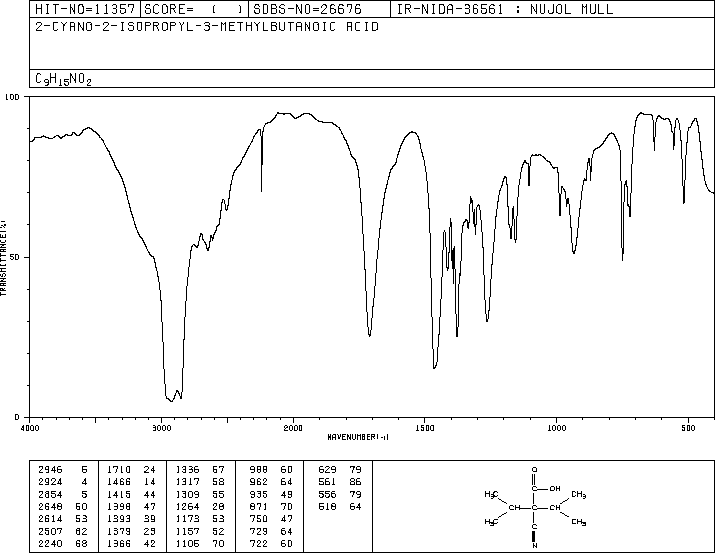 HIT-NO=11357 SCORE= ( ) SDBS-NO=26676 IR-NIDA-36561 : NUJOL MULL
2-CYANO-2-ISOPROPYL-3-METHYLBUTANOIC ACID
C9H15NO2
100
50
0
TRANSMITTANCE(%)
4000 3000 2000 1500 1000 500
WAVENUMBER(-1)
2946 6 1710 24 1336 57 988 60 629 79
2924 4 1466 14 1317 58 962 64 561 86
2854 5 1415 44 1309 55 935 49 556 79
2648 50 1398 47 1264 28 871 70 518 64
2614 53 1393 39 1173 53 750 47
2507 62 1379 23 1157 52 729 64
2240 68 1366 42 1105 70 722 60
O
C OH
H3C CH3
CH C CH
H3C CH3
C
N